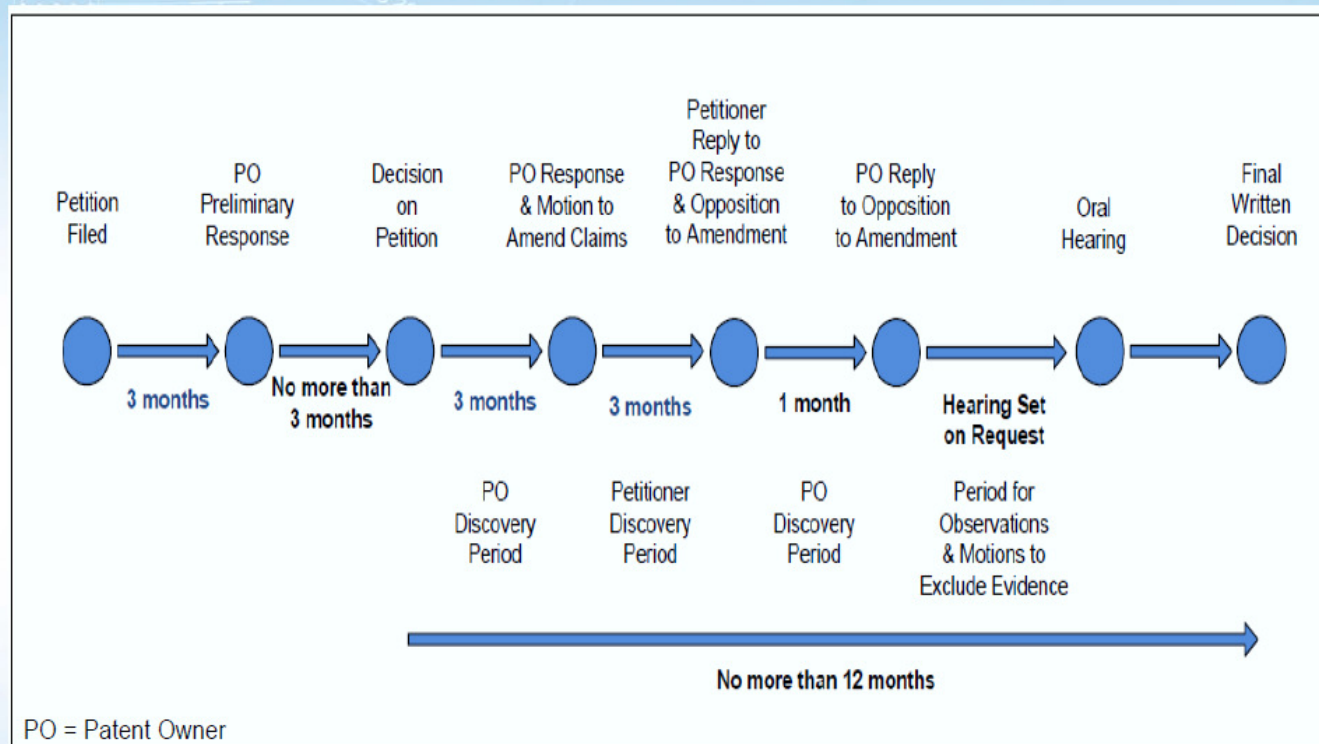 Petition
Filed
PO
Preliminary
Response
Decision
on
Petition
PO Response
& Motion to
Amend Claims
Petitioner
Reply to
PO Response
& Opposition
to Amendment
PO Reply
to Opposition
to Amendment
Oral
Hearing
Final
Written
Decision
3 months
No more than
3 months
3 months
3 months
1 month
Hearing Set
on Request
PO
Discovery
Period
Petitioner
Discovery
Period
PO
Discovery
Period
Period for
Observations
& Motions to
Exclude Evidence
No more than 12 months
PO = Patent Owner